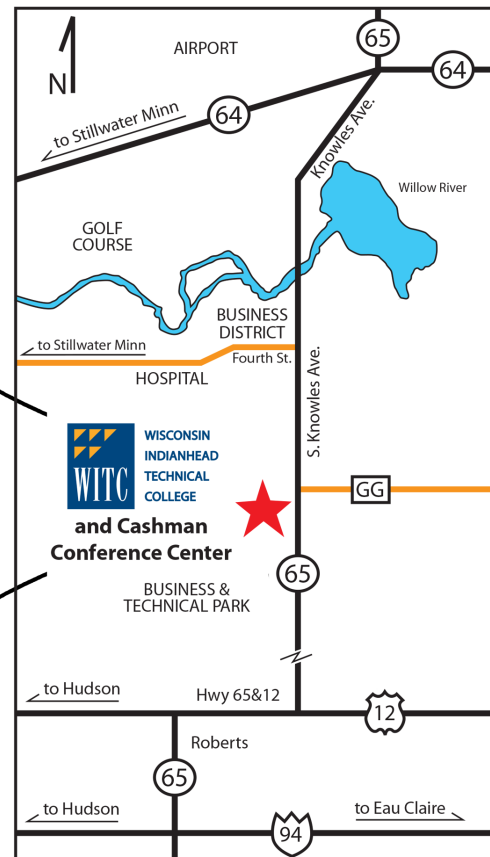 65
AIRPORT
64
N
to Stillwater Minn
64
Knowles Ave.
Willow River
GOLF
COURSE
BUSINESS
DISTRICT
to Stillwater Minn
Fourth St.
HOSPITAL
S. Knowles Ave.
WITC
WISCONSIN
INDIANHEAD
TECHNICAL
COLLEGE
GG
and Cashman
Conference Center
65
BUSINESS &
TECHNICAL PARK
to Hudson
Hwy 65&12
12
Roberts
65
to Hudson
to Eau Claire
94